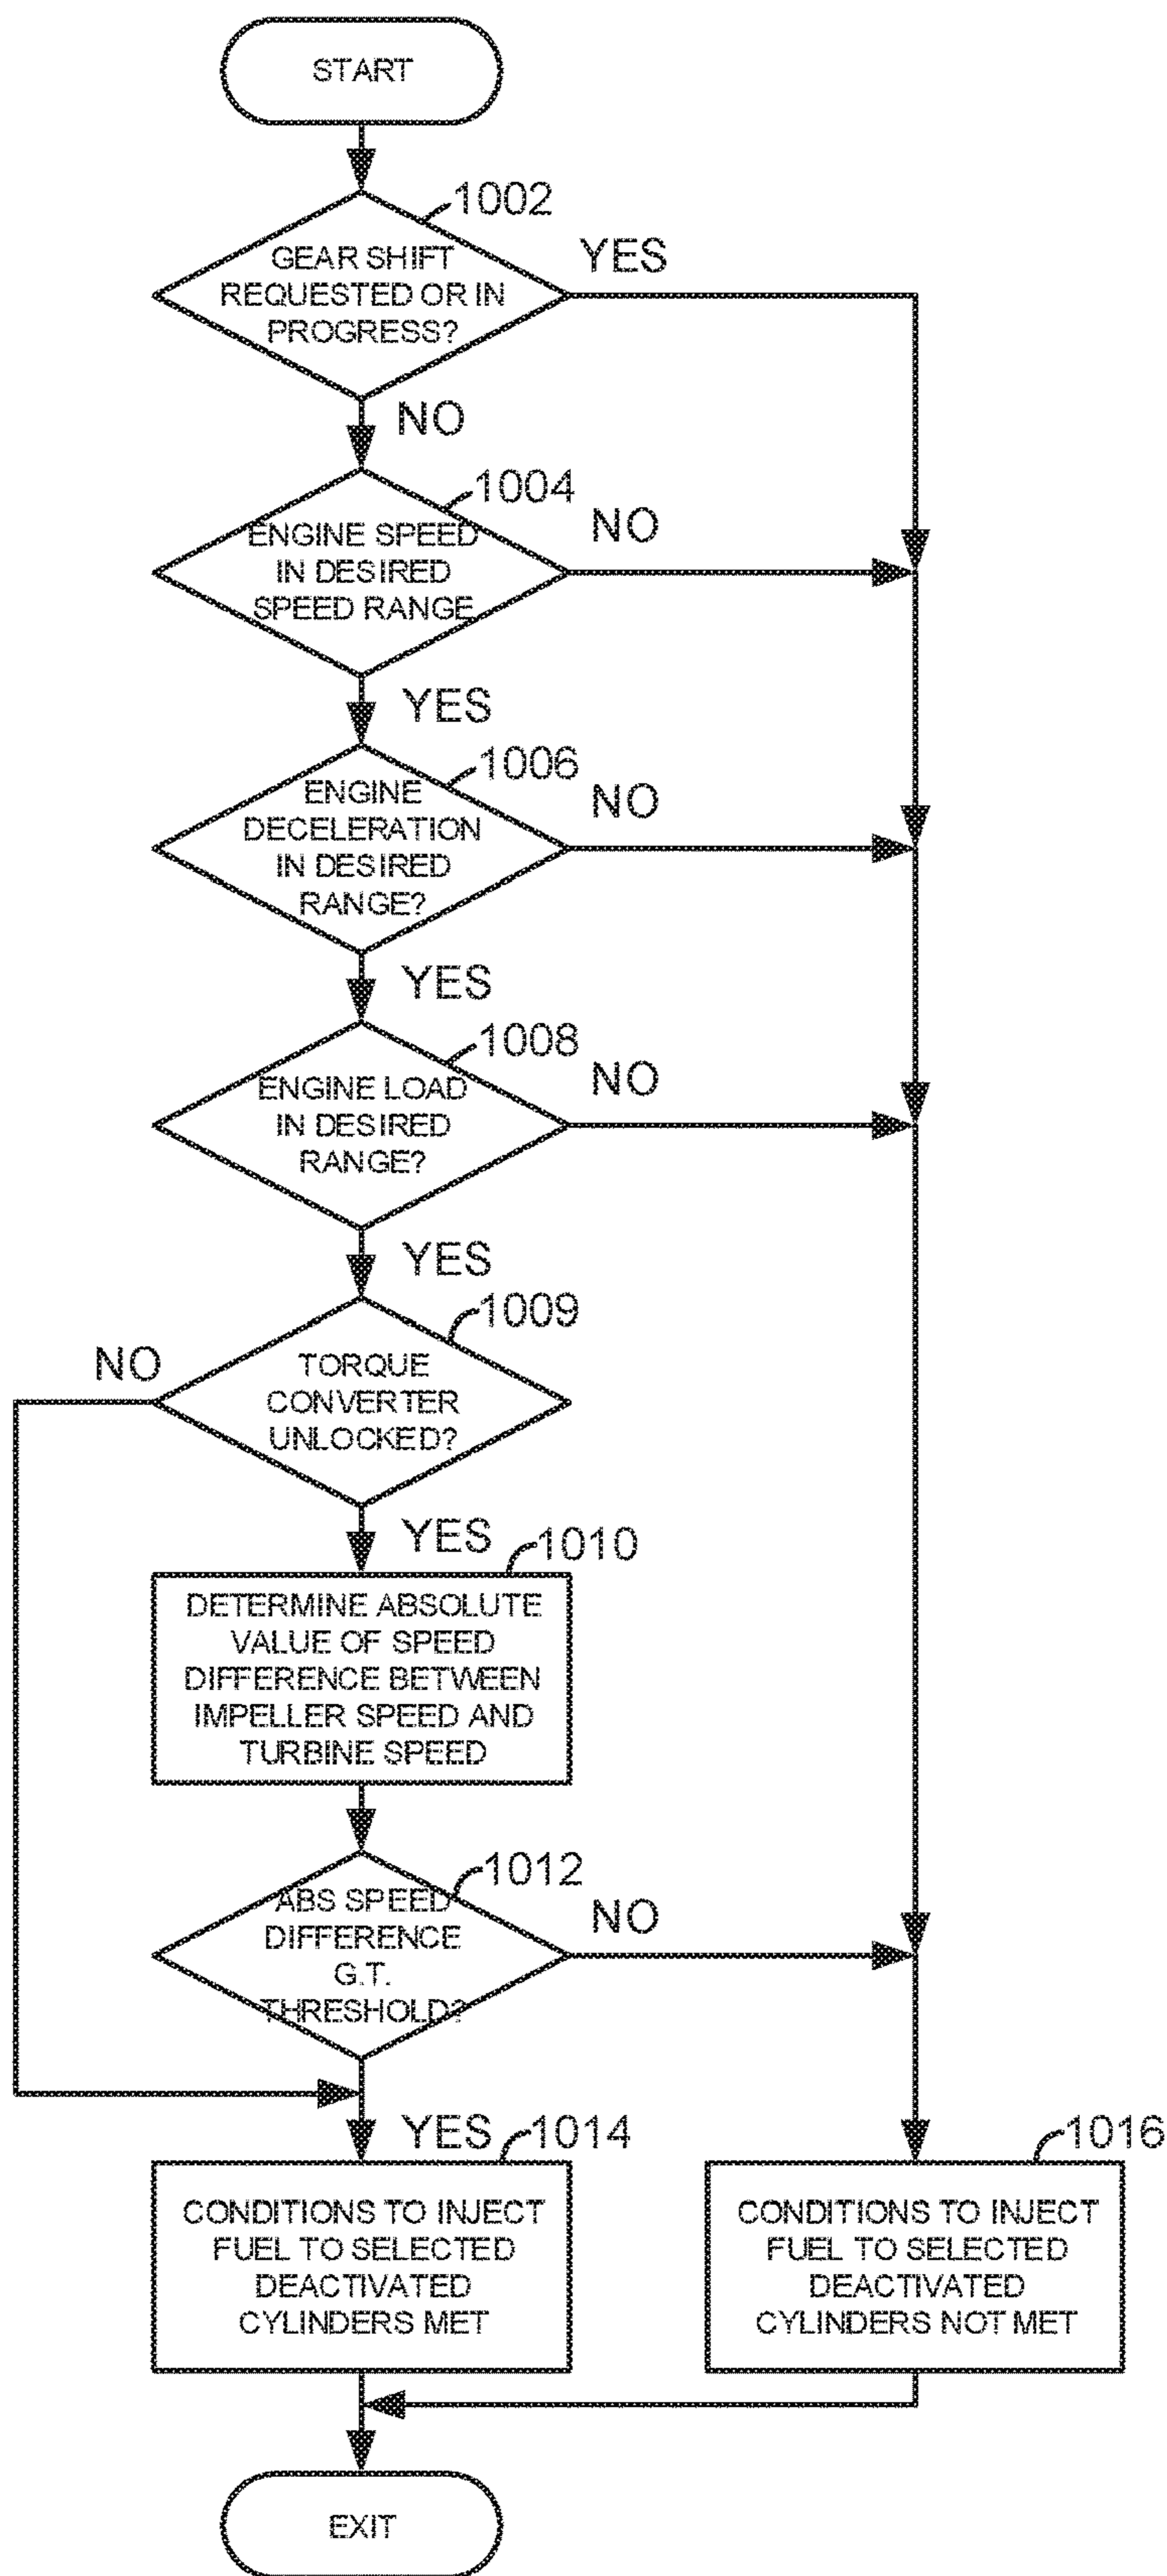 START
1002
GEAR SHIFT
REQUESTED OR IN
PROGRESS?
YES
NO
1004
ENGINE SPEED
IN DESIRED
SPEED RANGE
NO
YES
1006
ENGINE
DECELERATION
IN DESIRED
RANGE?
NO
YES
1008
ENGINE LOAD
IN DESIRED
RANGE?
NO
YES
1009
TORQUE
CONVERTER
UNLOCKED?
NO
YES
1010
DETERMINE ABSOLUTE
VALUE OF SPEED
DIFFERENCE BETWEEN
IMPELLER SPEED AND
TURBINE SPEED
1012
ABS SPEED
DIFFERENCE
G.T.
THRESHOLD?
NO
YES
1014
CONDITIONS TO INJECT
FUEL TO SELECTED
DEACTIVATED
CYLINDERS MET
1016
CONDITIONS TO INJECT
FUEL TO SELECTED
DEACTIVATED
CYLINDERS NOT MET
EXIT